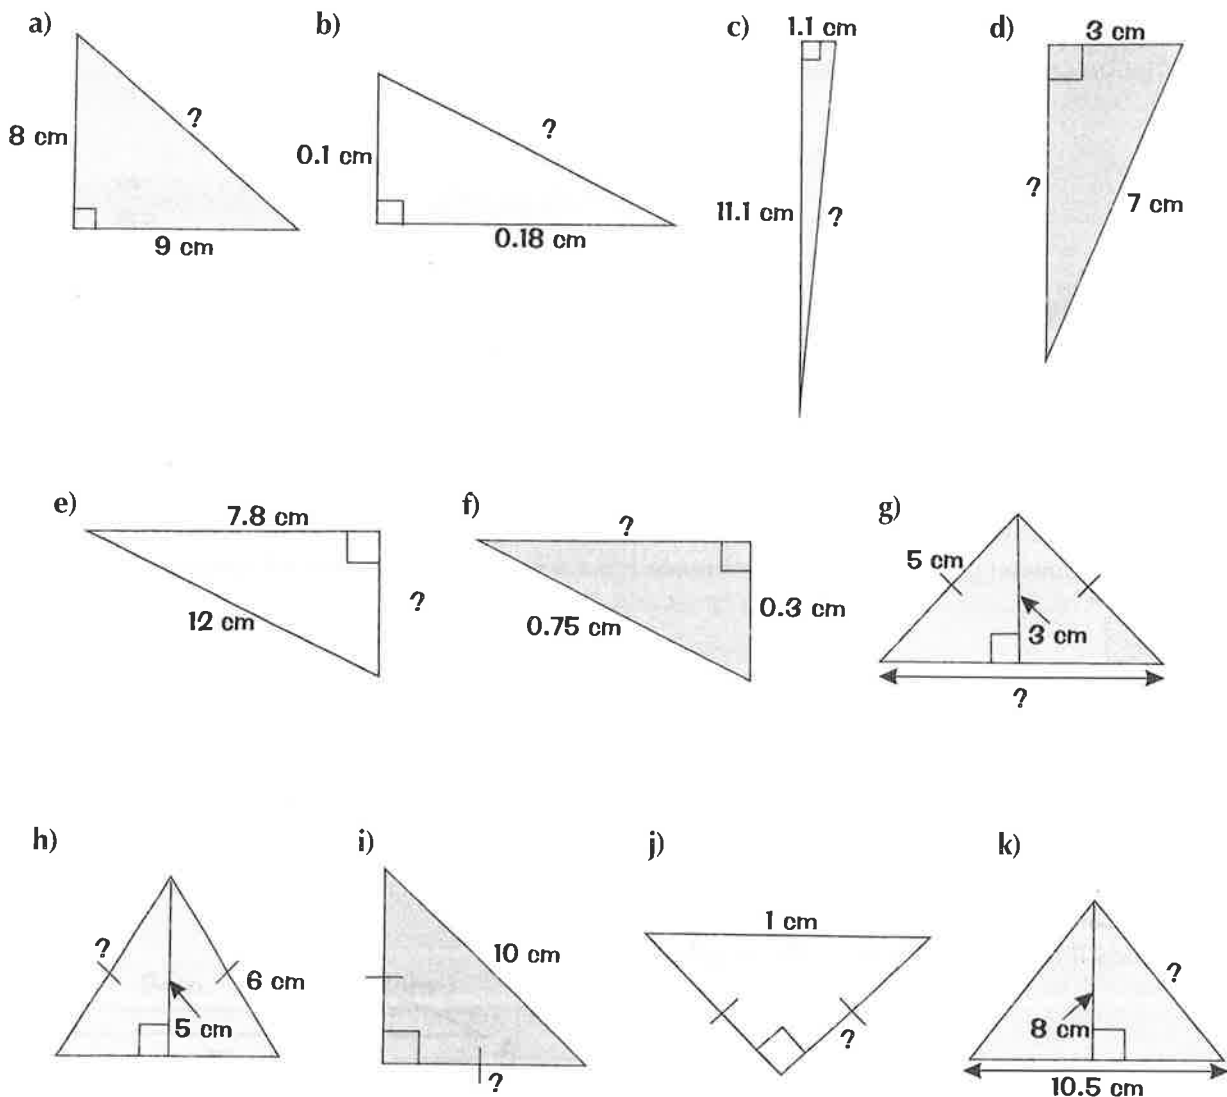 a)
8 cm
?
9 cm
b)
0.1 cm
?
0.18 cm
c)
1.1 cm
11.1 cm
?
d)
3 cm
?
7 cm
e)
7.8 cm
12 cm
?
f)
?
0.75 cm
0.3 cm
g)
5 cm
3 cm
?
h)
?
6 cm
5 cm
i)
10 cm
?
j)
1 cm
?
k)
?
8 cm
10.5 cm